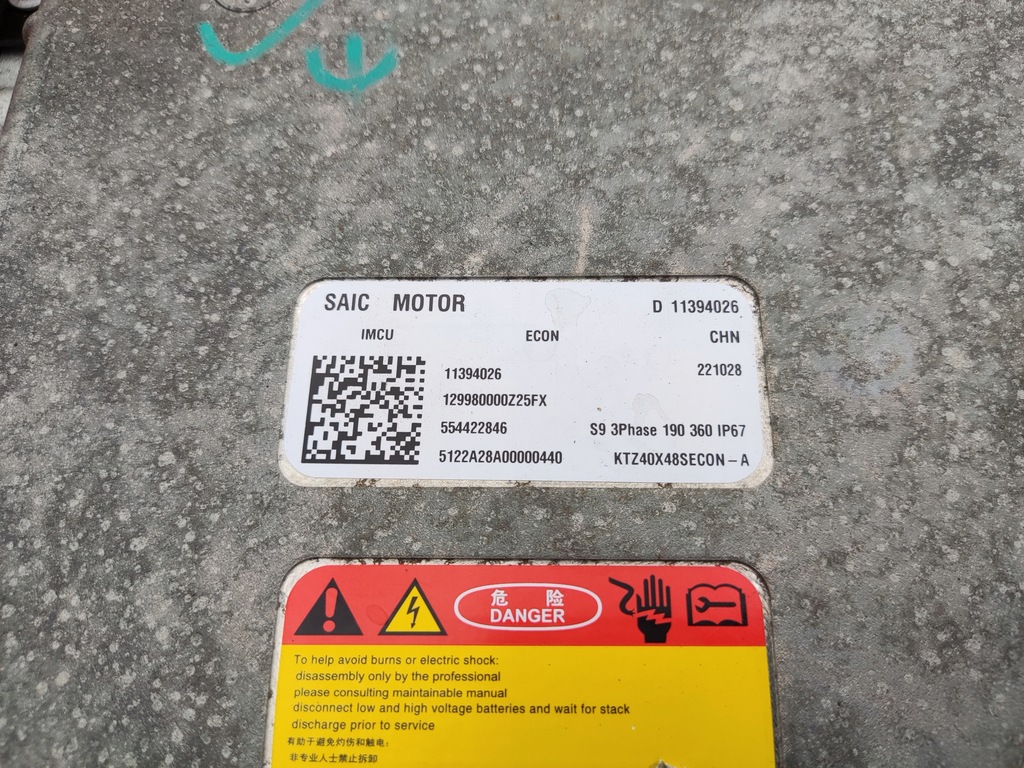 SAIC MOTOR D 11394026
IMCU ECON CHN
11394026 221028
129980000Z25FX
554422846 S9 3Phase 190 360 IP67
5122A28A00000440 KTZ40X48SECON-A
危 险
DANGER
To help avoid burns or electric shock:
disassembly only by the professional
please consulting maintainable manual
disconnect low and high voltage batteries and wait for stack
discharge prior to service
有助于避免灼伤和触电:
非专业人士禁止拆卸